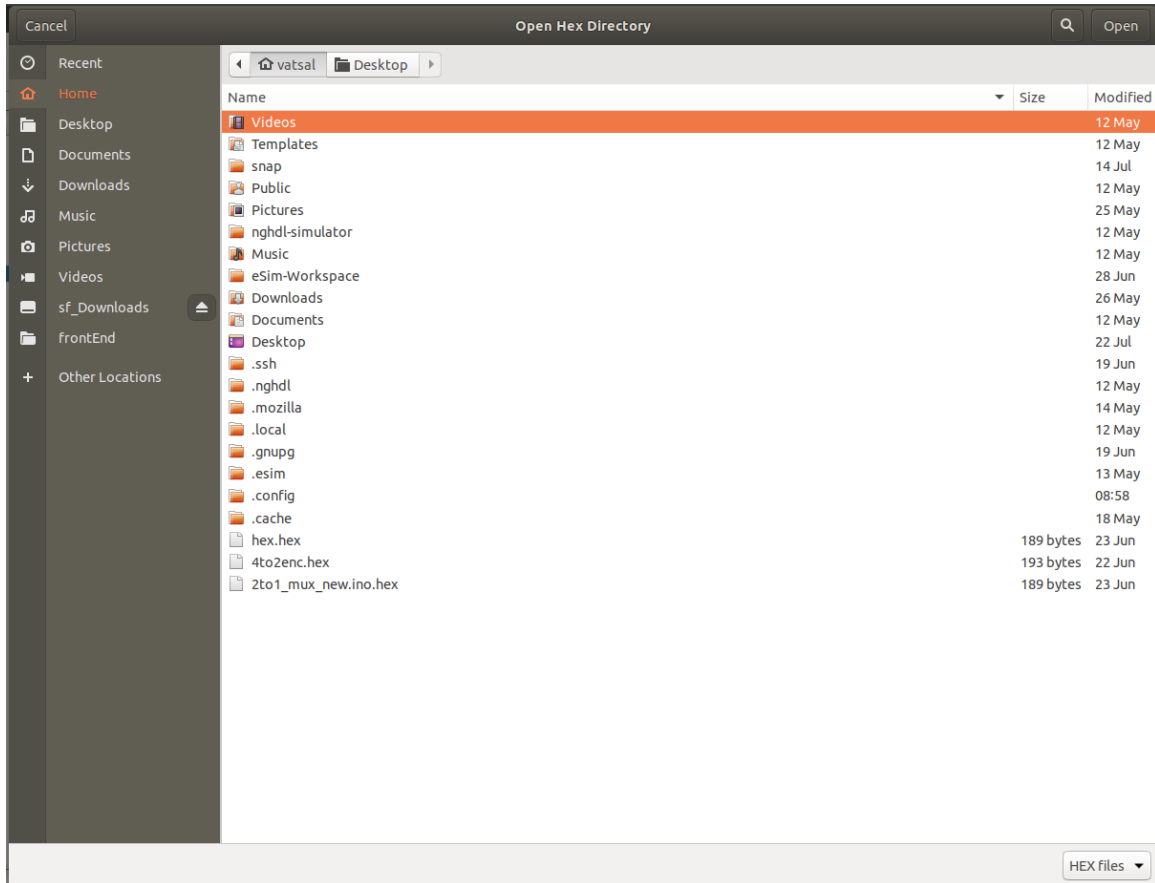 Cancel Open Hex Directory Open
Recent
Home
Desktop
Documents
Downloads
Music
Pictures
Videos
sf_Downloads
frontEnd
Other Locations
vatsal Desktop
Name Size Modified
Videos 12 May
Templates 12 May
snap 14 Jul
Public 12 May
Pictures 25 May
nghdl-simulator 12 May
Music 12 May
eSim-Workspace 28 Jun
Downloads 26 May
Documents 12 May
Desktop 22 Jul
.ssh 19 Jun
.nghdl 12 May
.mozilla 14 May
.local 12 May
.gnupg 19 Jun
.esim 13 May
.config 08:58
.cache 18 May
hex.hex 189 bytes 23 Jun
4to2enc.hex 193 bytes 22 Jun
2to1_mux_new.ino.hex 189 bytes 23 Jun
HEX files